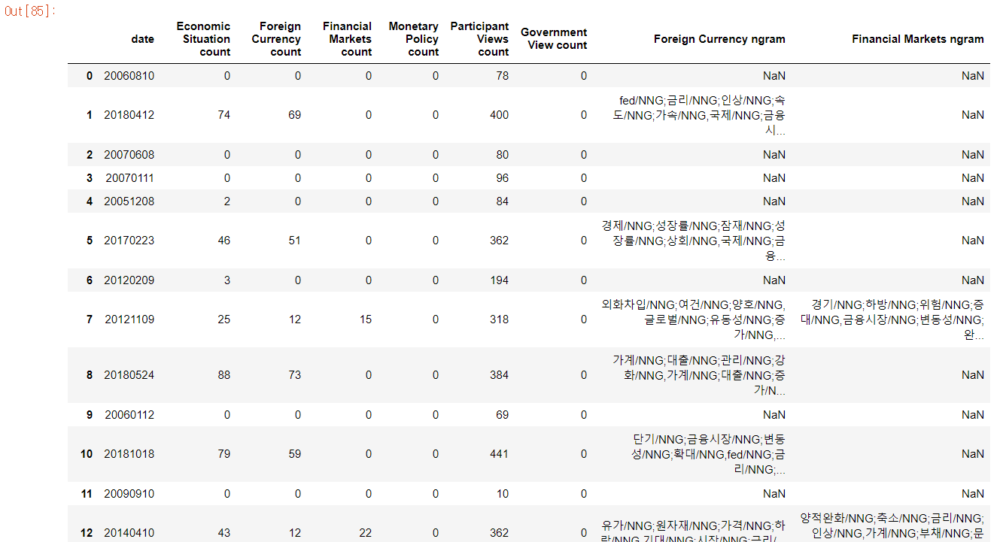 Out[85]:
date Economic Situation count Foreign Currency count Financial Markets count Monetary Policy count Participant Views count Government View count Foreign Currency ngram Financial Markets ngram
0 20060810 0 0 0 0 78 0 NaN NaN
1 20180412 74 69 0 0 400 0 fed/NNG;금리/NNG;인상/NNG;속도/NNG;가속/NNG,국제/NNG;금융시... NaN
2 20070608 0 0 0 0 80 0 NaN NaN
3 20070111 0 0 0 0 96 0 NaN NaN
4 20051208 2 0 0 0 84 0 NaN NaN
5 20170223 46 51 0 0 362 0 경제/NNG;성장률/NNG;잠재/NNG;성장률/NNG;상회/NNG,국제/NNG;금융... NaN
6 20120209 3 0 0 0 194 0 NaN NaN
7 20121109 25 12 15 0 318 0 외화차입/NNG;여건/NNG;양호/NNG,글로벌/NNG;유동성/NNG;증가/NNG,... 경기/NNG;하방/NNG;위험/NNG;증대/NNG,금융시장/NNG;변동성/NNG;완...
8 20180524 88 73 0 0 384 0 가계/NNG;대출/NNG;관리/NNG;강화/NNG,가계/NNG;대출/NNG;증가/N... NaN
9 20060112 0 0 0 0 69 0 NaN NaN
10 20181018 79 59 0 0 441 0 단기/NNG;금융시장/NNG;변동성/NNG;확대/NNG,fed/NNG;금리/NNG;... NaN
11 20090910 0 0 0 0 10 0 NaN NaN
12 20140410 43 12 22 0 362 0 유가/NNG;원자재/NNG;가격/NNG;하락/NNG,기대/NNG;시장/NNG;금리/ 양적완화/NNG;축소/NNG;금리/NNG;인상/NNG,가계/NNG;부채/NNG;문